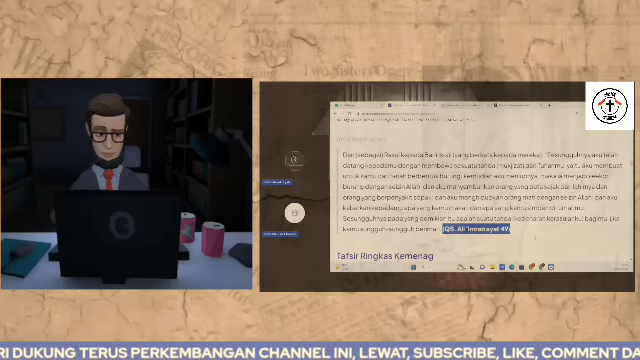 Two Sisters Open
Dan (sebagai) Rasul kepada Bani Israil (yang berkata kepada mereka): "Sesungguhnya aku telah
datang kepadamu dengan membawa sesuatu tanda (mukjizat) dari Tuhanmu, yaitu aku membuat
untuk kamu dari tanah berbentuk burung; kemudian aku meniupnya, maka ia menjadi seekor
burung dengan seizin Allah; dan aku menyembuhkan orang yang buta sejak dari lahirnya dan
orang yang berpenyakit sopak; dan aku menghidupkan orang mati dengan seizin Allah; dan aku
kabarkan kepadamu apa yang kamu makan dan apa yang kamu simpan di rumahmu.
Sesungguhnya pada yang demikian itu adalah suatu tanda (kebenaran kerasulanku) bagimu, jika
kamu sungguh-sungguh beriman". (QS. Ali 'Imran ayat 49)
Tafsir Ringkas Kemenag
RI DUKUNG TERUS PERKEMBANGAN CHANNEL INI, LEWAT, SUBSCRIBE, LIKE, COMMENT DA